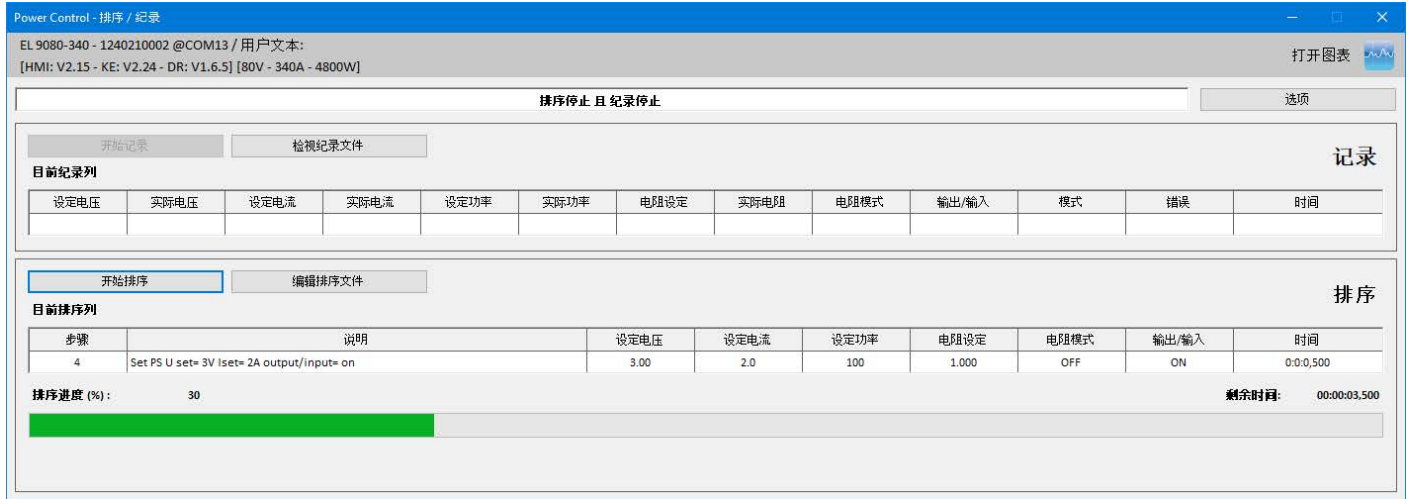 Power Control - 排序 / 纪录
EL 9080-340 - 1240210002 @COM13 / 用户文本:
[HMI: V2.15 - KE: V2.24 - DR: V1.6.5] [80V - 340A - 4800W]
打开图表
排序停止 且 纪录停止
选项
开始记录
检视纪录文件
记录
目前纪录列
设定电压 实际电压 设定电流 实际电流 设定功率 实际功率 电阻设定 实际电阻 电阻模式 输出/输入 模式 错误 时间
开始排序
编辑排序文件
排序
目前排序列
步骤 说明 设定电压 设定电流 设定功率 电阻设定 电阻模式 输出/输入 时间
4 Set PS U set= 3V Iset= 2A output/input= on 3.00 2.0 100 1.000 OFF ON 0:0:0,500
排序进度 (%) : 30 剩余时间: 00:00:03,500